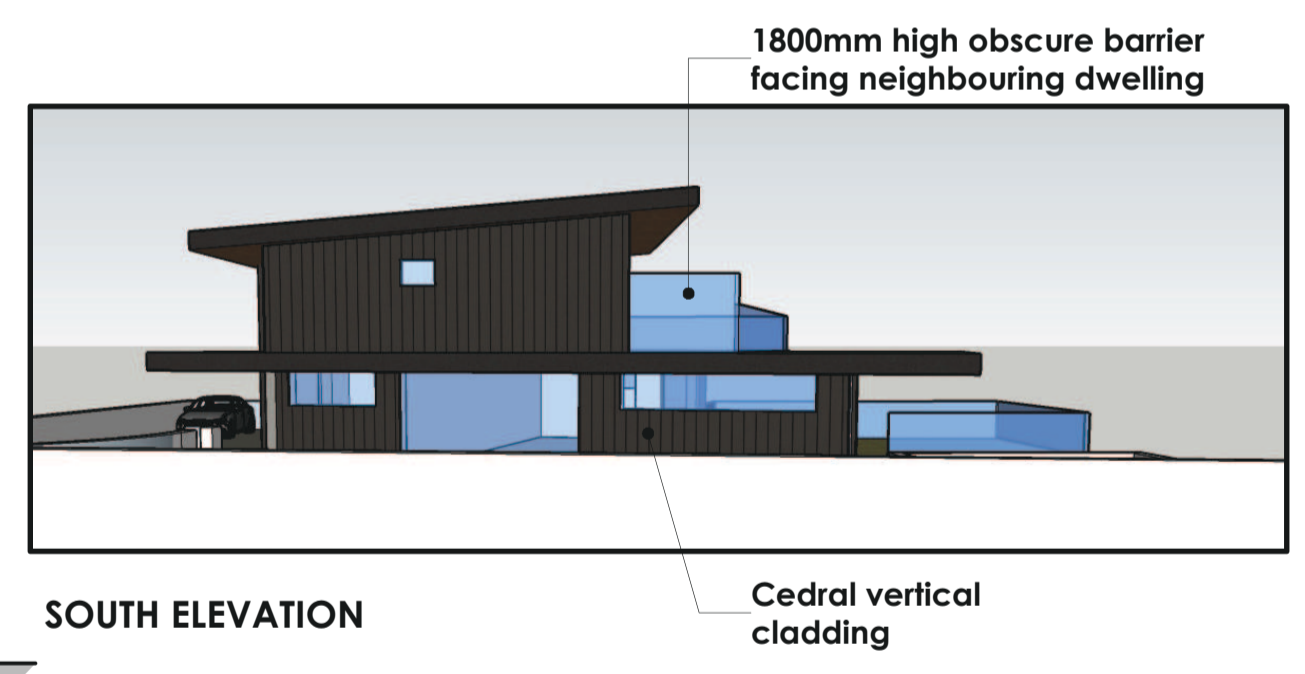 1800mm high obscure barrier
facing neighbouring dwelling
SOUTH ELEVATION
Cedral vertical
cladding